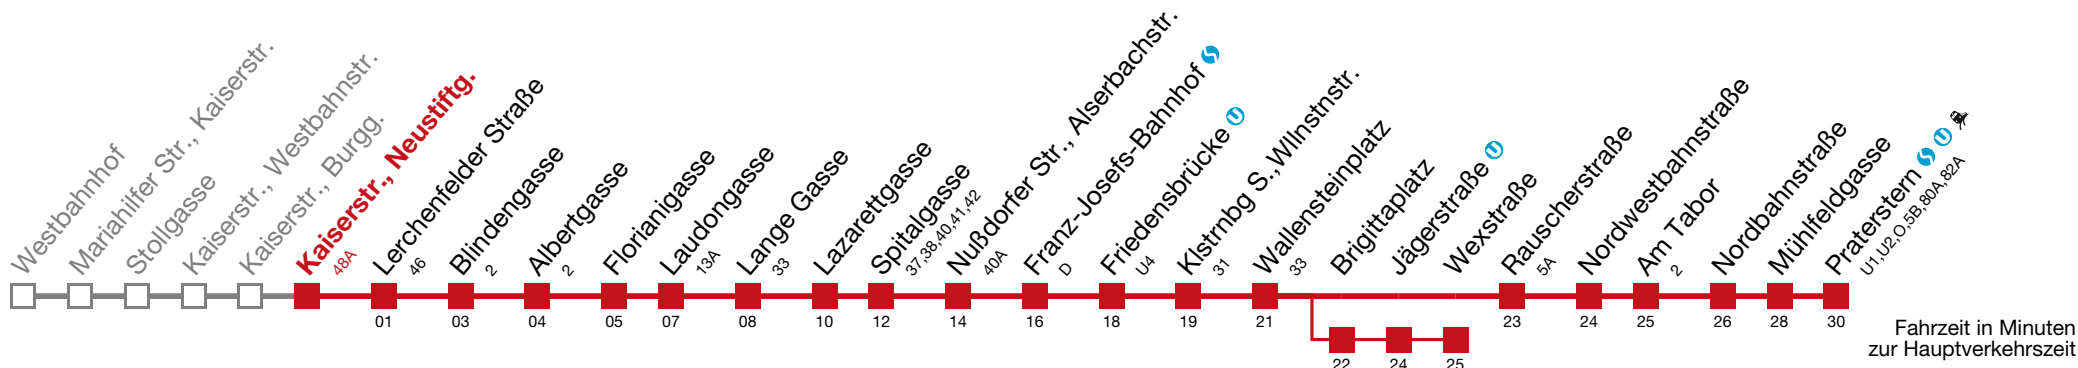 Westbahnhof
Mariahilfer Str., Kaiserstr.
Stollgasse
Kaiserstr., Westbahnstr.
Kaiserstr., Burgg.
Kaiserstr., Neustiftg.
48A
Lerchenfelder Straße
46
Blindengasse
2
Albertgasse
2
Florianigasse
Laudongasse
13A
Lange Gasse
33
Lazarettgasse
Spitalgasse
37,38,40,41,42
Nußdorfer Str., Alserbachstr.
40A
Franz-Josefs-Bahnhof S
D
Friedensbrücke U
U4
Klstrnbg S.,Wllnstnstr.
31
Wallensteinplatz
33
Brigittaplatz
Jägerstraße U
Wexstraße
Rauscherstraße
5A
Nordwestbahnstraße
Am Tabor
2
Nordbahnstraße
Mühlfeldgasse
Praterstern S U
U1,U2,O,5B,80A,82A
01 03 04 05 07 08 10 12 14 16 18 19 21 23 24 25 26 28 30
22 24 25
Fahrzeit in Minuten
zur Hauptverkehrszeit